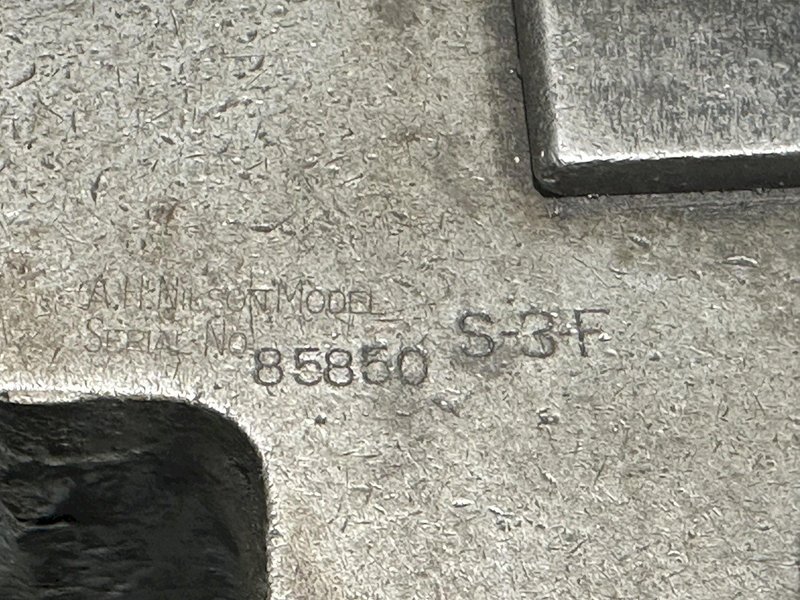 A.H. NILSON MODEL S-3-F
SERIAL NO. 85850